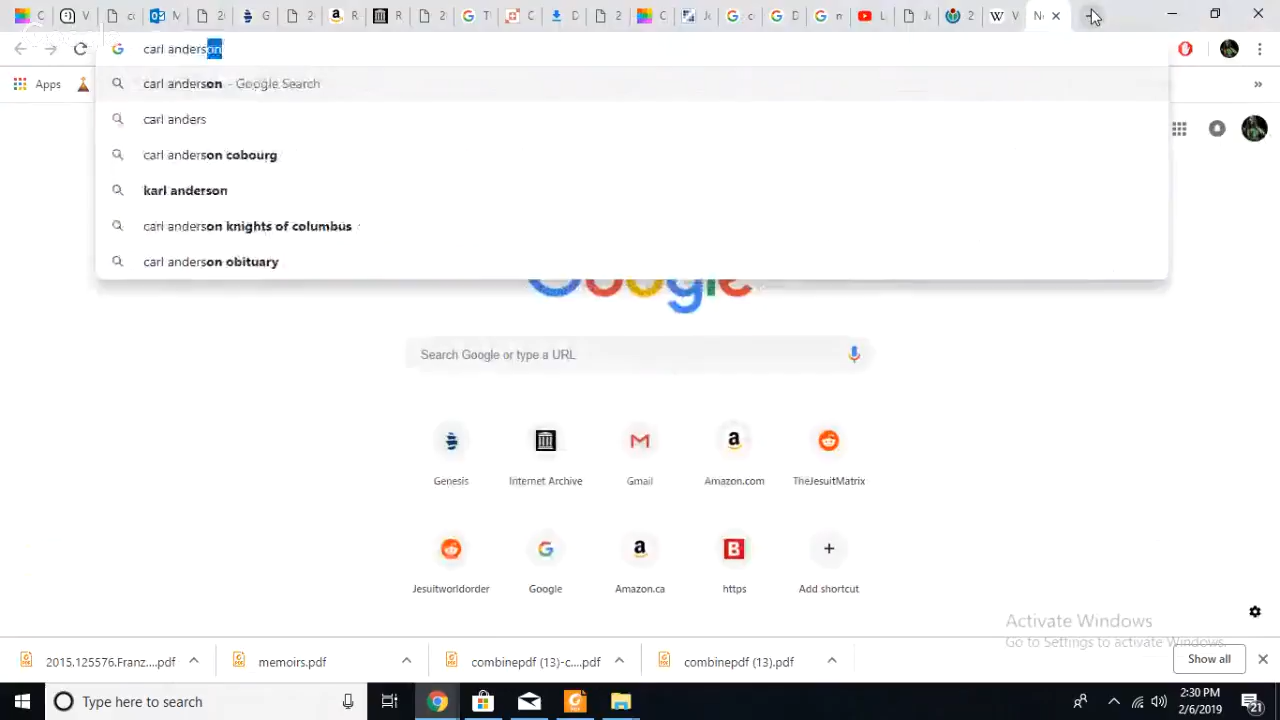 carl anderson
Apps
carl anderson - Google Search
carl anders
carl anderson cobourg
karl anderson
carl anderson knights of columbus
carl anderson obituary
Google
Search Google or type a URL
Genesis
Internet Archive
Gmail
Amazon.com
TheJesuitMatrix
Jesuitworldorder
Google
Amazon.ca
https
Add shortcut
Activate Windows
Go to Settings to activate Windows.
2015.125576.Franz....pdf
memoirs.pdf
combinepdf (13)-c....pdf
combinepdf (13).pdf
Show all
Type here to search
2:30 PM
2/6/2019
21